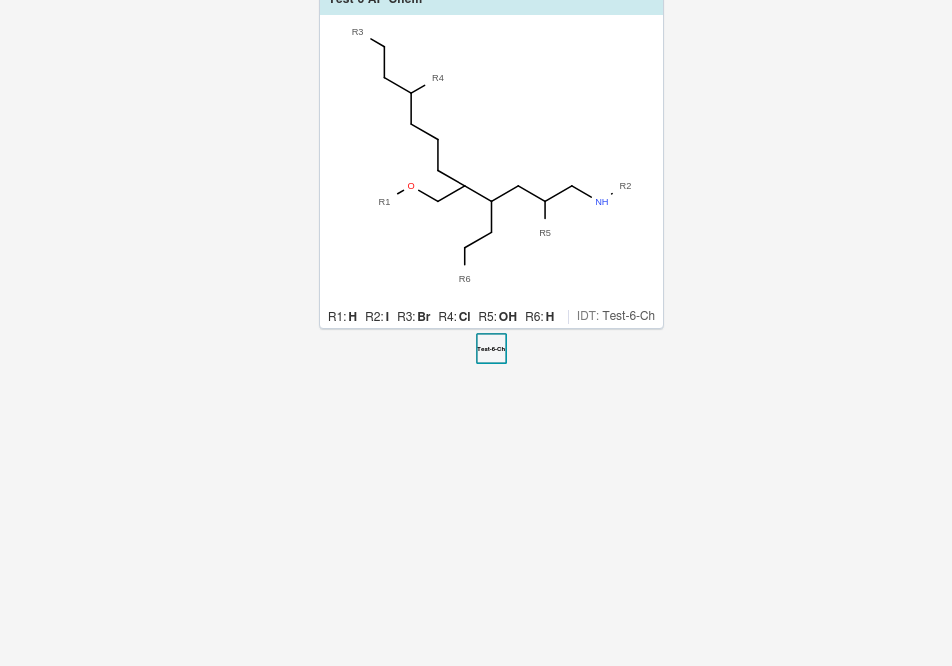 Test-6-AP-Chem
R3
R4
O
R2
R1
NH
R5
R6
R1: H R2: I R3: Br R4: Cl R5: OH R6: H IDT: Test-6-Ch
Test-6-Ch